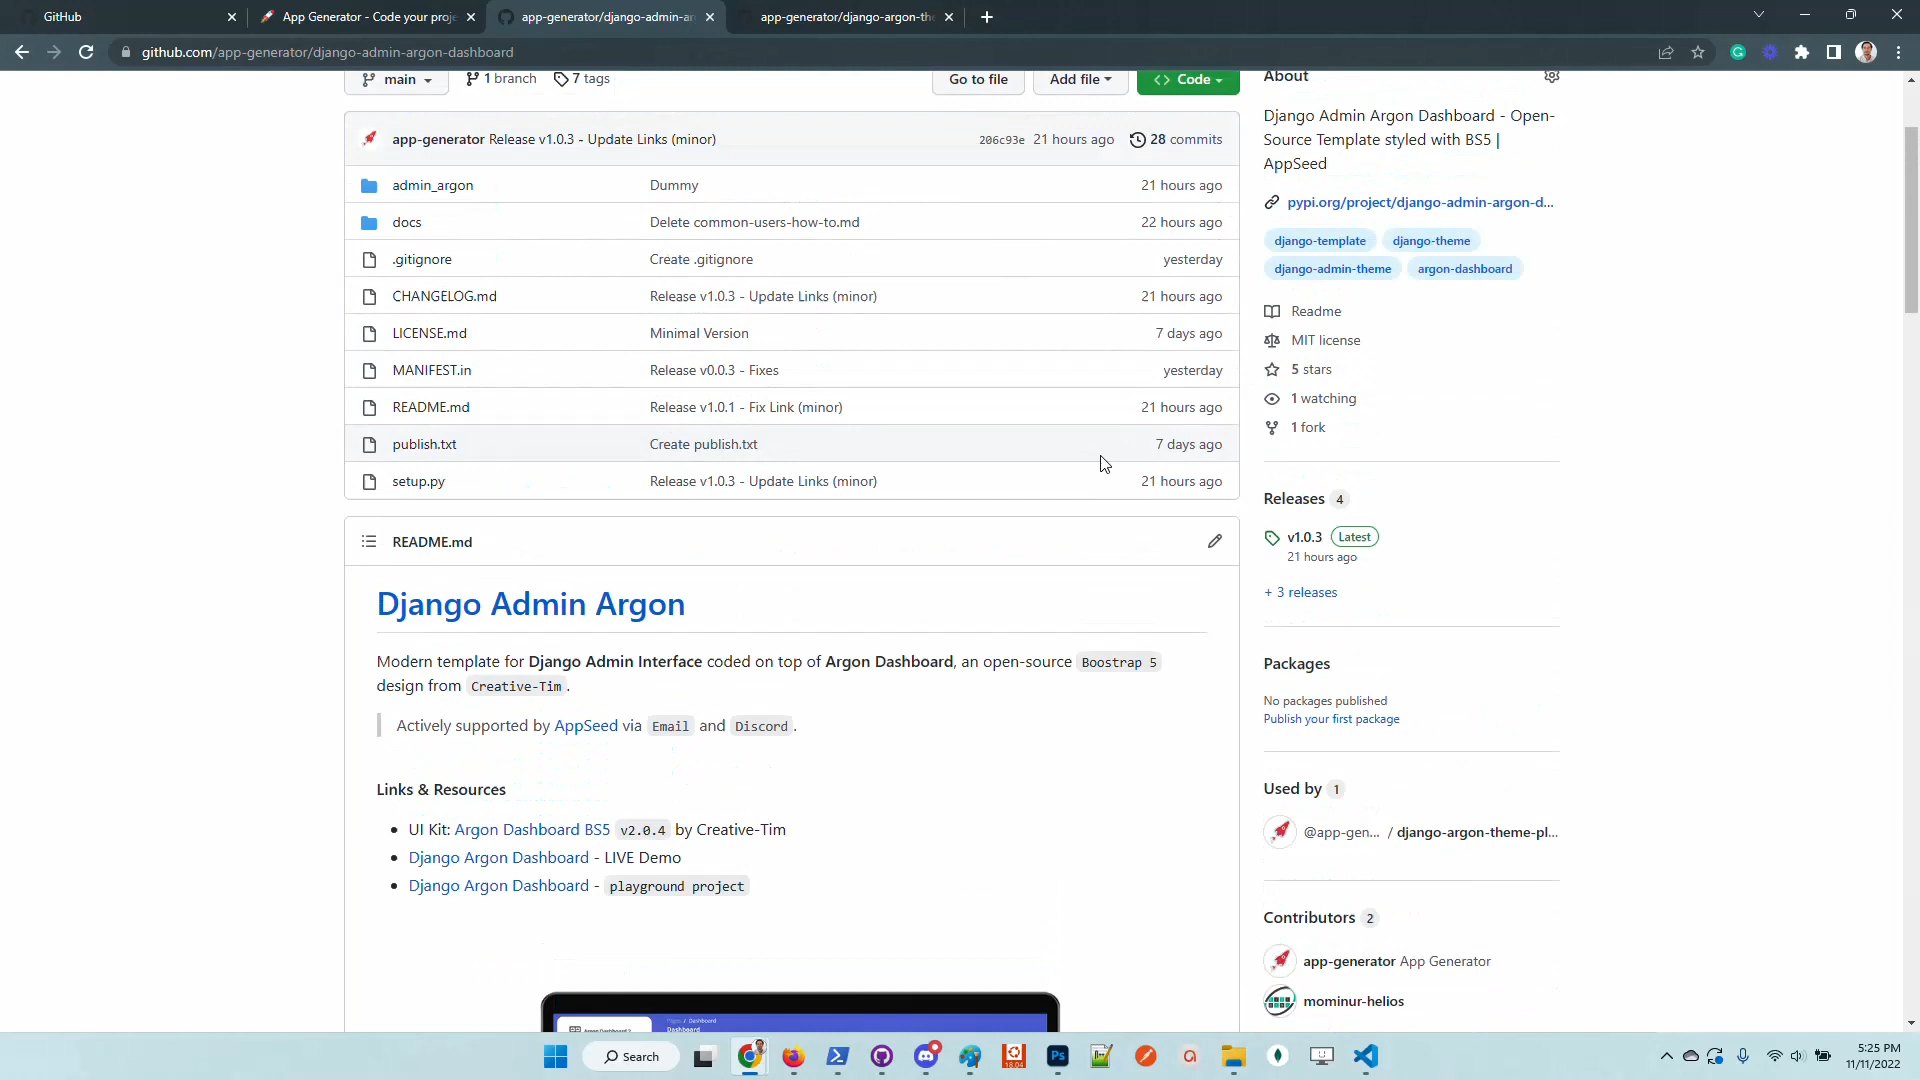 GitHub
App Generator - Code your proje
app-generator/django-admin-ar
app-generator/django-argon-the
github.com/app-generator/django-admin-argon-dashboard
main
1 branch
7 tags
Go to file
Add file
Code
app-generator Release v1.0.3 - Update Links (minor)
206c93e 21 hours ago
28 commits
admin_argon Dummy 21 hours ago
docs Delete common-users-how-to.md 22 hours ago
.gitignore Create .gitignore yesterday
CHANGELOG.md Release v1.0.3 - Update Links (minor) 21 hours ago
LICENSE.md Minimal Version 7 days ago
MANIFEST.in Release v0.0.3 - Fixes yesterday
README.md Release v1.0.1 - Fix Link (minor) 21 hours ago
publish.txt Create publish.txt 7 days ago
setup.py Release v1.0.3 - Update Links (minor) 21 hours ago
README.md
Django Admin Argon
Modern template for Django Admin Interface coded on top of Argon Dashboard, an open-source Boostrap 5
design from Creative-Tim.
Actively supported by AppSeed via Email and Discord.
Links & Resources
UI Kit: Argon Dashboard BS5 v2.0.4 by Creative-Tim
Django Argon Dashboard - LIVE Demo
Django Argon Dashboard - playground project
Argon Dashboard 2
Pages / Dashboard
Dashboard
About
Django Admin Argon Dashboard - Open-
Source Template styled with BS5 |
AppSeed
pypi.org/project/django-admin-argon-d...
django-template
django-theme
django-admin-theme
argon-dashboard
Readme
MIT license
5 stars
1 watching
1 fork
Releases 4
v1.0.3 Latest
21 hours ago
+ 3 releases
Packages
No packages published
Publish your first package
Used by 1
@app-gen... / django-argon-theme-pl...
Contributors 2
app-generator App Generator
mominur-helios
Search
Ps
18.04
5:25 PM
11/11/2022